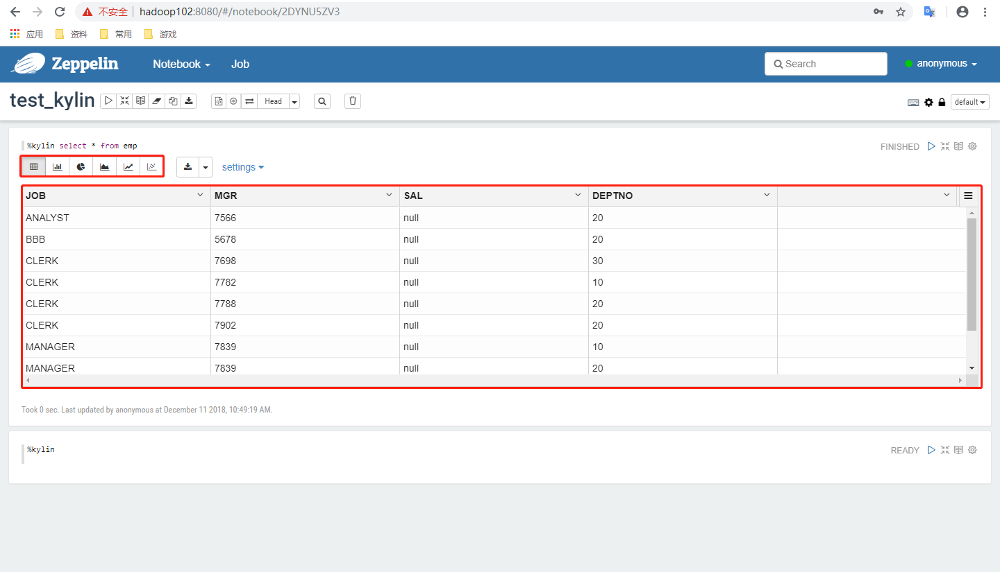 不安全 hadoop102:8080/#/notebook/2DYNU5ZV3
应用 资料 常用 游戏
Zeppelin Notebook Job Search anonymous
test_kylin Head default
%kylin select * from emp FINISHED
settings
JOB MGR SAL DEPTNO
ANALYST 7566 null 20
BBB 5678 null 20
CLERK 7698 null 30
CLERK 7782 null 10
CLERK 7788 null 20
CLERK 7902 null 20
MANAGER 7839 null 10
MANAGER 7839 null 20
Took 0 sec. Last updated by anonymous at December 11 2018, 10:49:19 AM.
%kylin READY